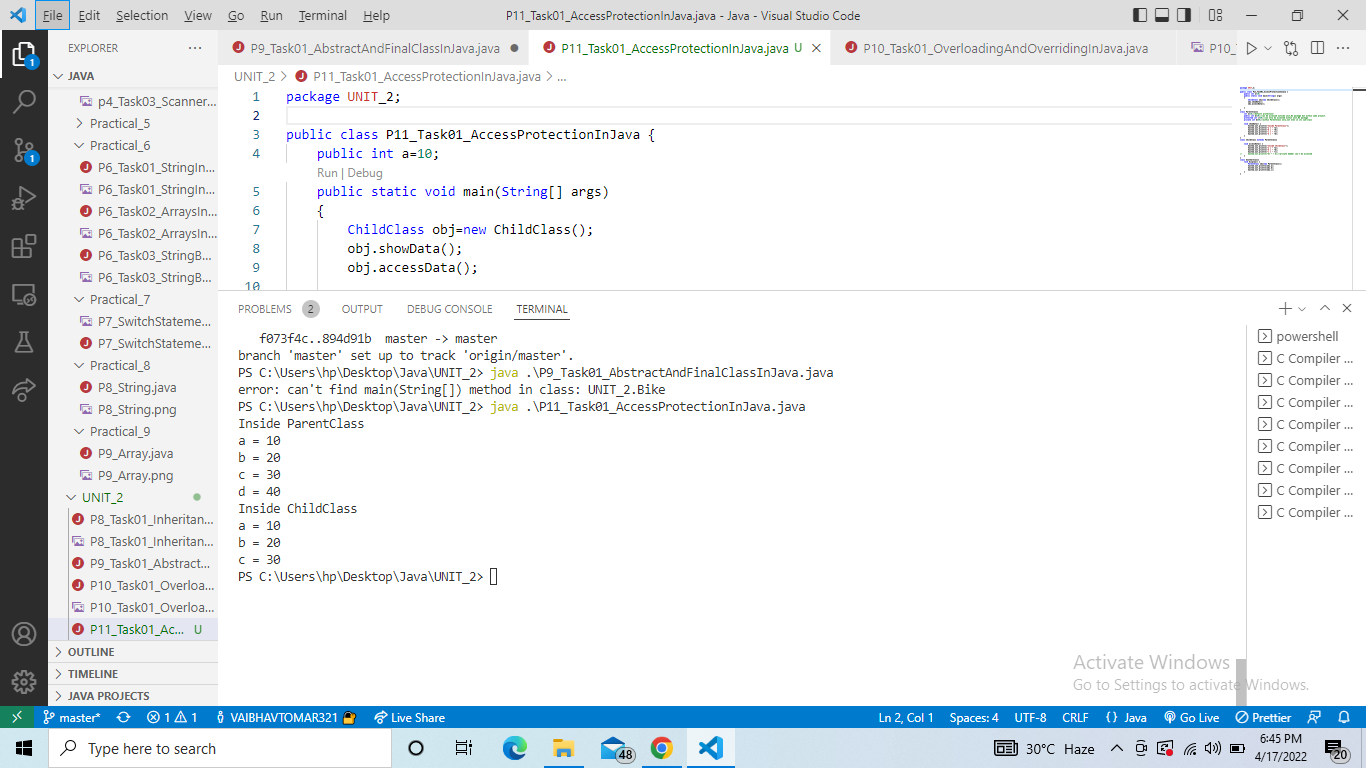 File Edit Selection View Go Run Terminal Help P11_Task01_AccessProtectionInJava.java - Java - Visual Studio Code
EXPLORER ···
JAVA
p4_Task03_Scanner...
Practical_5
Practical_6
P6_Task01_StringIn...
P6_Task01_StringIn...
P6_Task02_ArraysIn...
P6_Task02_ArraysIn...
P6_Task03_StringB...
P6_Task03_StringB...
Practical_7
P7_SwitchStateme...
P7_SwitchStateme...
Practical_8
P8_String.java
P8_String.png
Practical_9
P9_Array.java
P9_Array.png
UNIT_2
P8_Task01_Inheritan...
P8_Task01_Inheritan...
P9_Task01_Abstract...
P10_Task01_Overloa...
P10_Task01_Overloa...
P11_Task01_Ac... U
OUTLINE
TIMELINE
JAVA PROJECTS
1
1
P9_Task01_AbstractAndFinalClassInJava.java P11_Task01_AccessProtectionInJava.java U P10_Task01_OverloadingAndOverridingInJava.java P10_
UNIT_2 > P11_Task01_AccessProtectionInJava.java > ...
1 package UNIT_2;
2
3 public class P11_Task01_AccessProtectionInJava {
4 public int a=10;
Run | Debug
5 public static void main(String[] args)
6 {
7 ChildClass obj=new ChildClass();
8 obj.showData();
9 obj.accessData();
10
PROBLEMS 2 OUTPUT DEBUG CONSOLE TERMINAL
f073f4c..894d91b master -> master
branch 'master' set up to track 'origin/master'.
PS C:\Users\hp\Desktop\Java\UNIT_2> java .\P9_Task01_AbstractAndFinalClassInJava.java
error: can't find main(String[]) method in class: UNIT_2.Bike
PS C:\Users\hp\Desktop\Java\UNIT_2> java .\P11_Task01_AccessProtectionInJava.java
Inside ParentClass
a = 10
b = 20
c = 30
d = 40
Inside ChildClass
a = 10
b = 20
c = 30
PS C:\Users\hp\Desktop\Java\UNIT_2>
powershell
C Compiler ...
C Compiler ...
C Compiler ...
C Compiler ...
C Compiler ...
C Compiler ...
C Compiler ...
C Compiler ...
Activate Windows
Go to Settings to activate Windows.
master* 1 1 VAIBHAVTOMAR321 Live Share Ln 2, Col 1 Spaces: 4 UTF-8 CRLF {} Java Go Live Prettier
Type here to search 48 30°C Haze 6:45 PM
4/17/2022 20